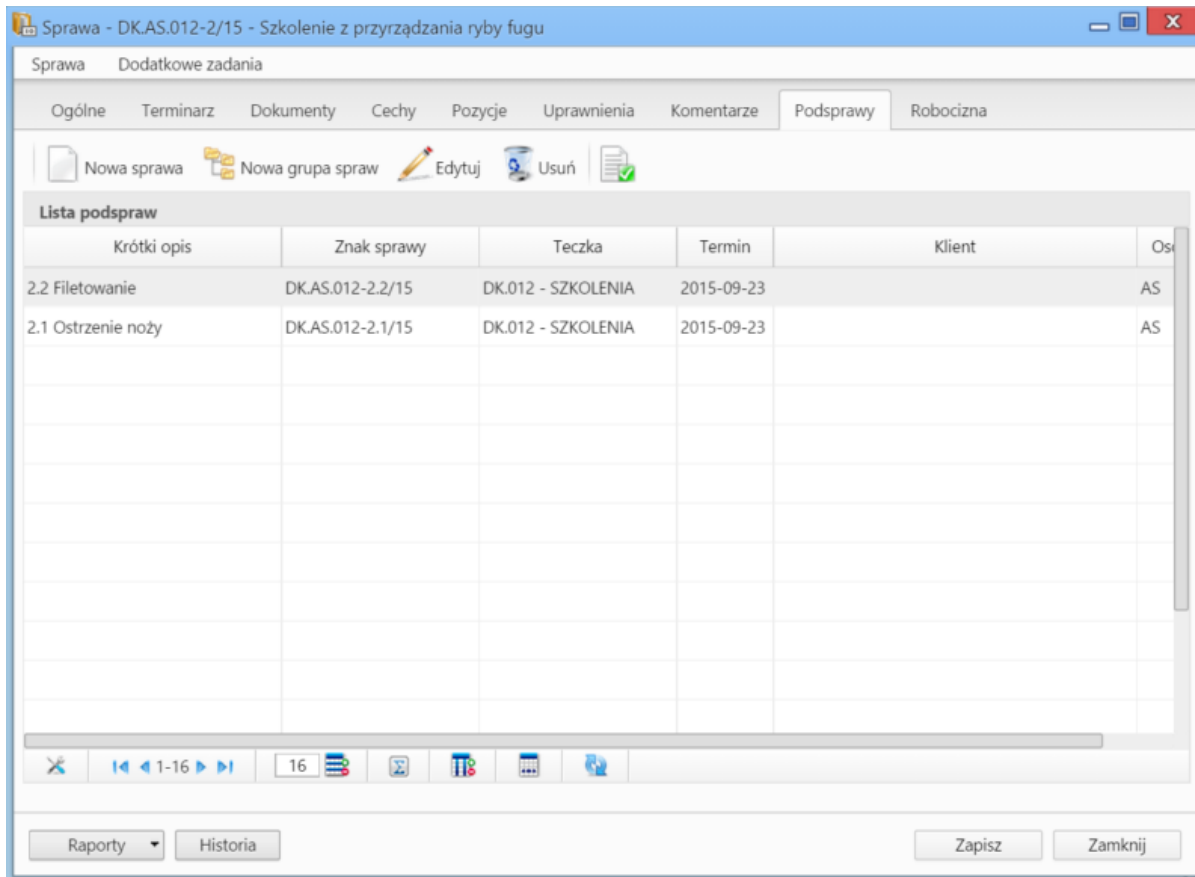 Sprawa - DK.AS.012-2/15 - Szkolenie z przyrządzania ryby fugu
Sprawa Dodatkowe zadania
Ogólne Terminarz Dokumenty Cechy Pozycje Uprawnienia Komentarze Podsprawy Robocizna
Nowa sprawa Nowa grupa spraw Edytuj Usuń
Lista podspraw
Krótki opis Znak sprawy Teczka Termin Klient Oso
2.2 Filetowanie DK.AS.012-2.2/15 DK.012 - SZKOLENIA 2015-09-23 AS
2.1 Ostrzenie noży DK.AS.012-2.1/15 DK.012 - SZKOLENIA 2015-09-23 AS
1-16 16
Raporty Historia Zapisz Zamknij